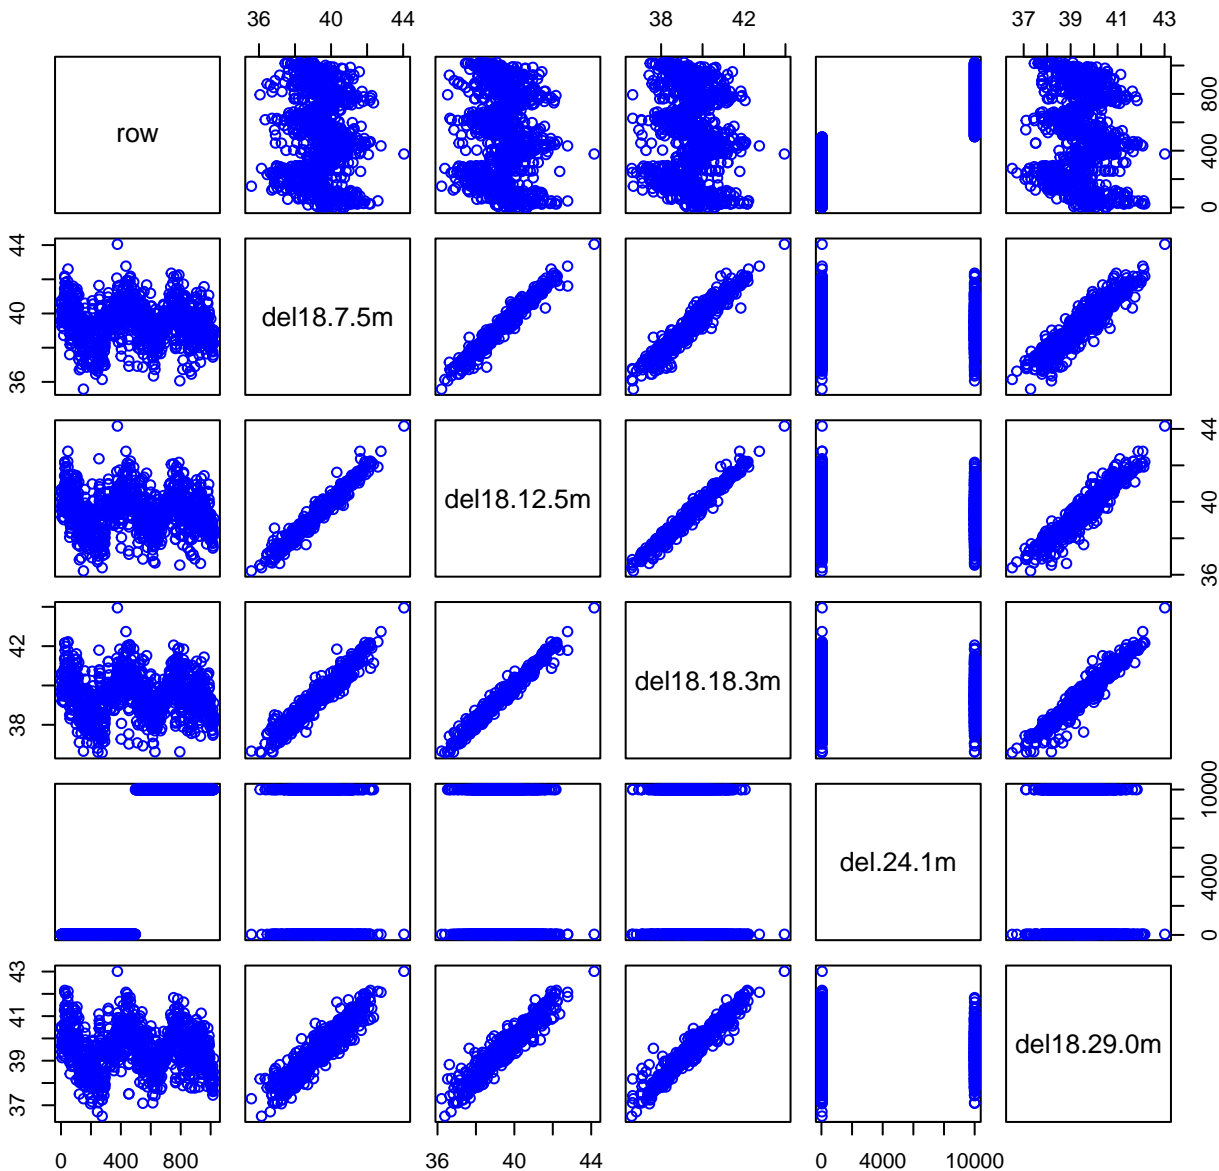 36 40 44 38 42 37 39 41 43
row
0 400 800
36 40 44
del18.7.5m
del18.12.5m
36 40 44
38 42
del18.18.3m
del.24.1m
0 4000 10000
37 39 41 43
del18.29.0m
0 400 800 36 40 44 0 4000 10000